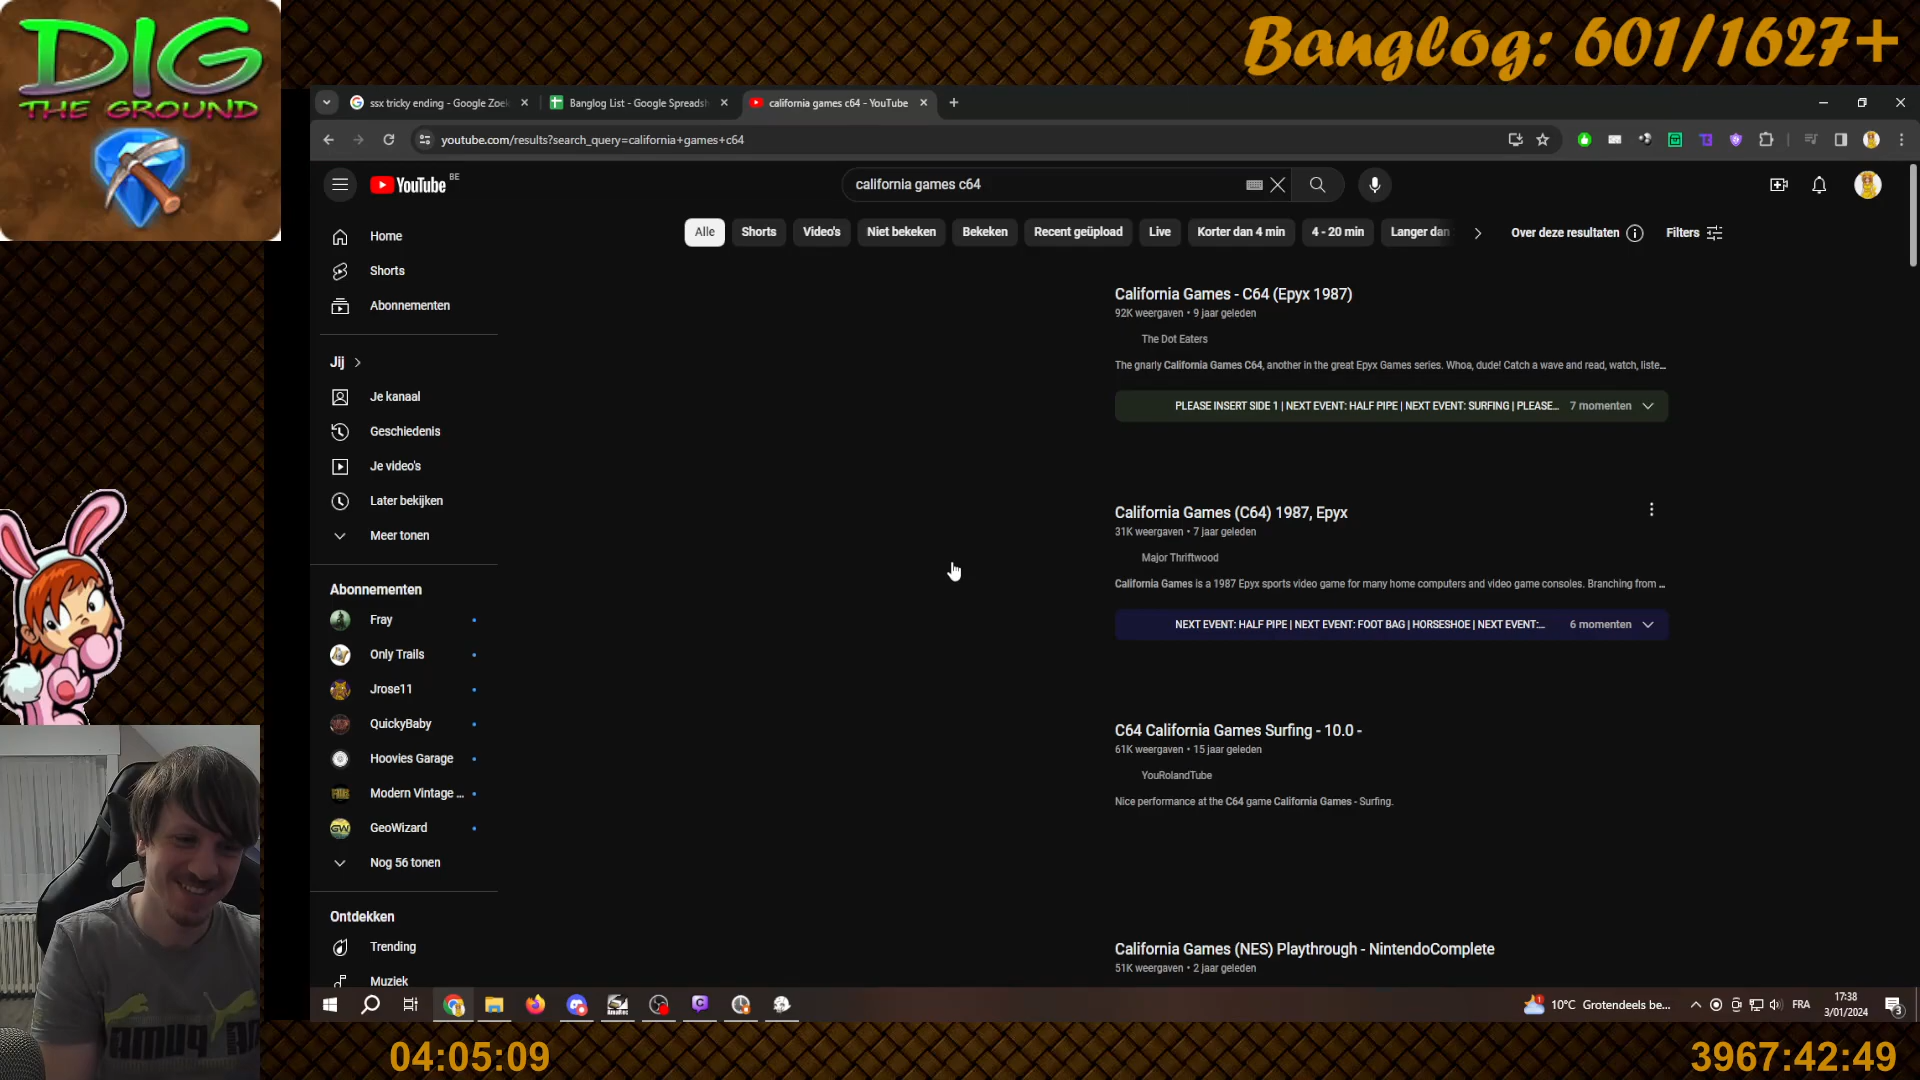 DIG
THE GROUND
Banglog: 601/1627+
ssx tricky ending - Google Zoek
Banglog List - Google Spreadsh
california games c64 - YouTube
youtube.com/results?search_query=california+games+c64
YouTube BE
california games c64
Alle
Shorts
Video's
Niet bekeken
Bekeken
Recent geüpload
Live
Korter dan 4 min
4 - 20 min
Langer dan
Over deze resultaten
Filters
Home
Shorts
Abonnementen
Jij
Je kanaal
Geschiedenis
Je video's
Later bekijken
Meer tonen
Abonnementen
Fray
Only Trails
Jrose11
QuickyBaby
Hoovies Garage
Modern Vintage ...
GeoWizard
Nog 56 tonen
Ontdekken
Trending
Muziek
California Games - C64 (Epyx 1987)
92K weergaven • 9 jaar geleden
The Dot Eaters
The gnarly California Games C64, another in the great Epyx Games series. Whoa, dude! Catch a wave and read, watch, liste...
PLEASE INSERT SIDE 1 | NEXT EVENT: HALF PIPE | NEXT EVENT: SURFING | PLEASE... 7 momenten
California Games (C64) 1987, Epyx
31K weergaven • 7 jaar geleden
Major Thriftwood
California Games is a 1987 Epyx sports video game for many home computers and video game consoles. Branching from ...
NEXT EVENT: HALF PIPE | NEXT EVENT: FOOT BAG | HORSESHOE | NEXT EVENT:... 6 momenten
C64 California Games Surfing - 10.0 -
61K weergaven • 15 jaar geleden
YouRolandTube
Nice performance at the C64 game California Games - Surfing.
California Games (NES) Playthrough - NintendoComplete
51K weergaven • 2 jaar geleden
10°C Grotendeels be...
FRA
17:38
3/01/2024
3
04:05:09
3967:42:49